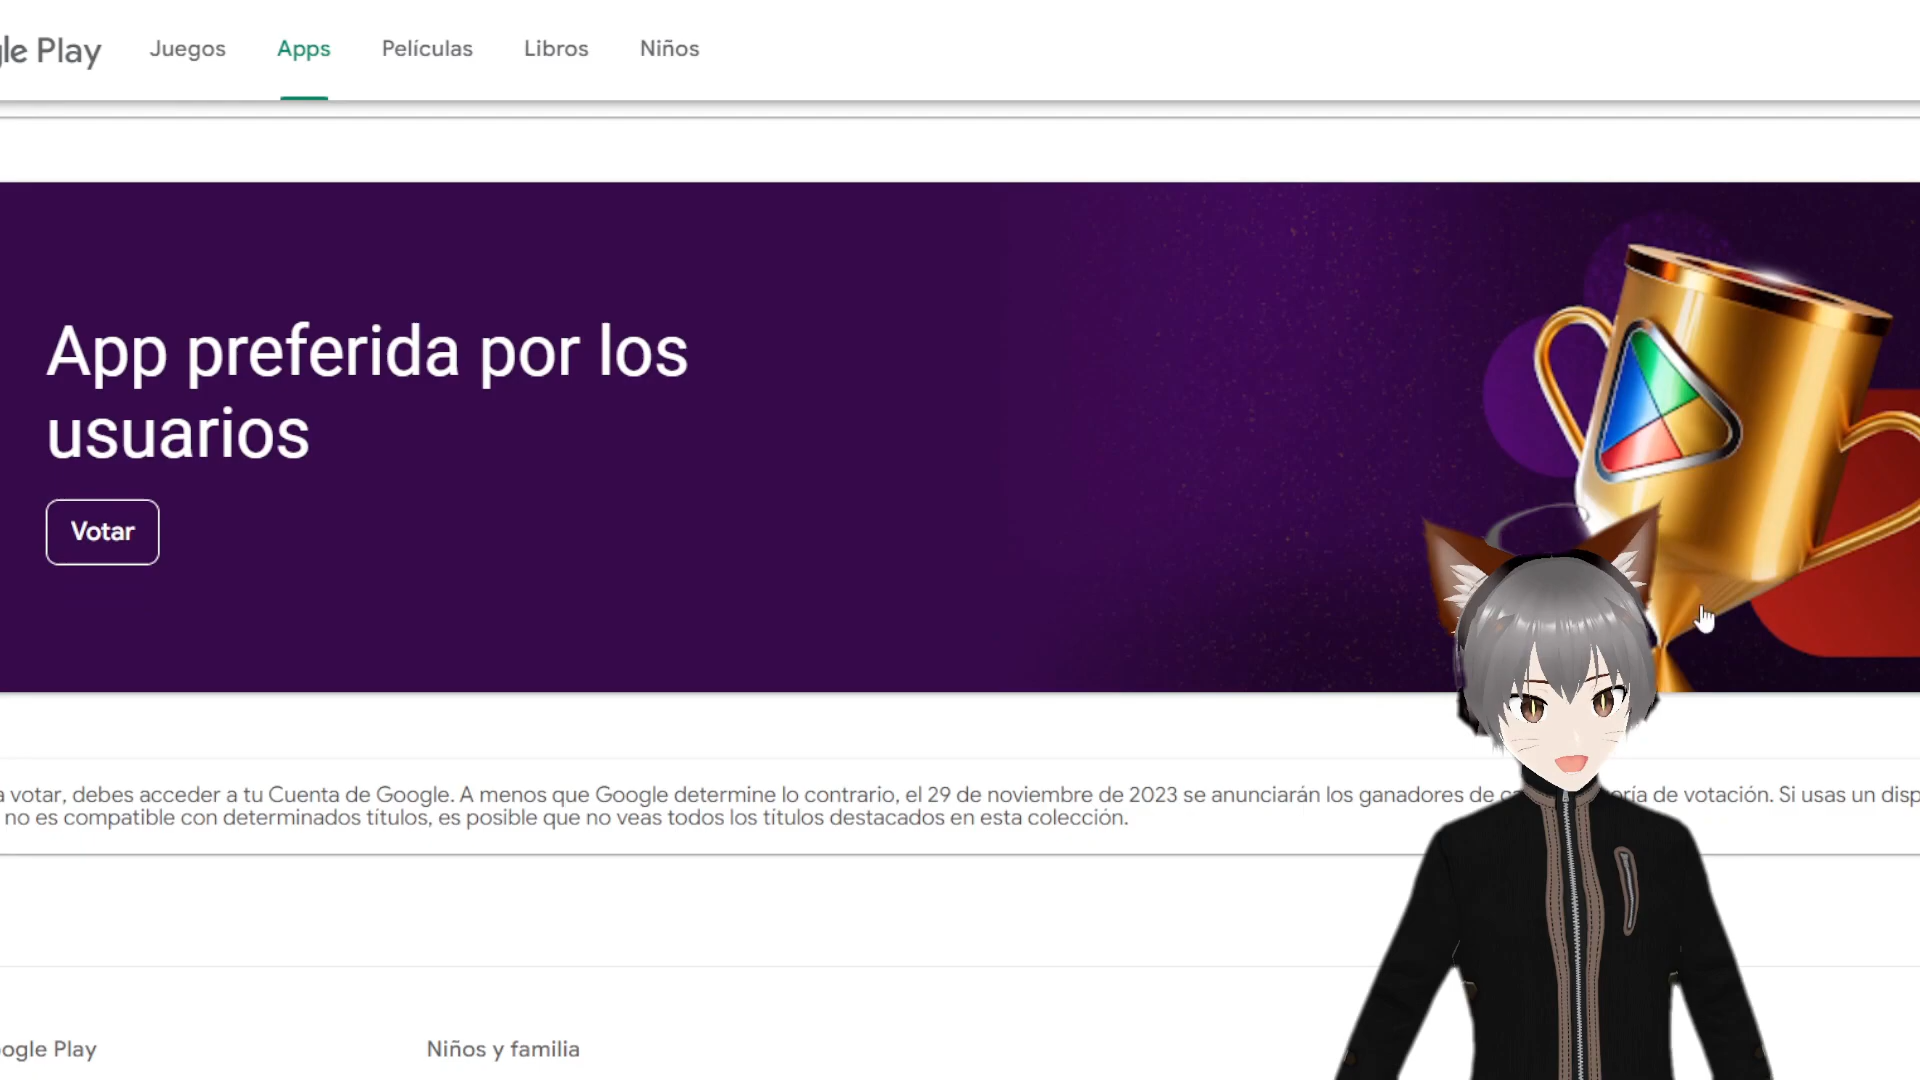 le Play Juegos Apps Películas Libros Niños
App preferida por los
usuarios
Votar
a votar, debes acceder a tu Cuenta de Google. A menos que Google determine lo contrario, el 29 de noviembre de 2023 se anunciarán los ganadores de ca ría de votación. Si usas un disp
no es compatible con determinados títulos, es posible que no veas todos los títulos destacados en esta colección.
ogle Play Niños y familia